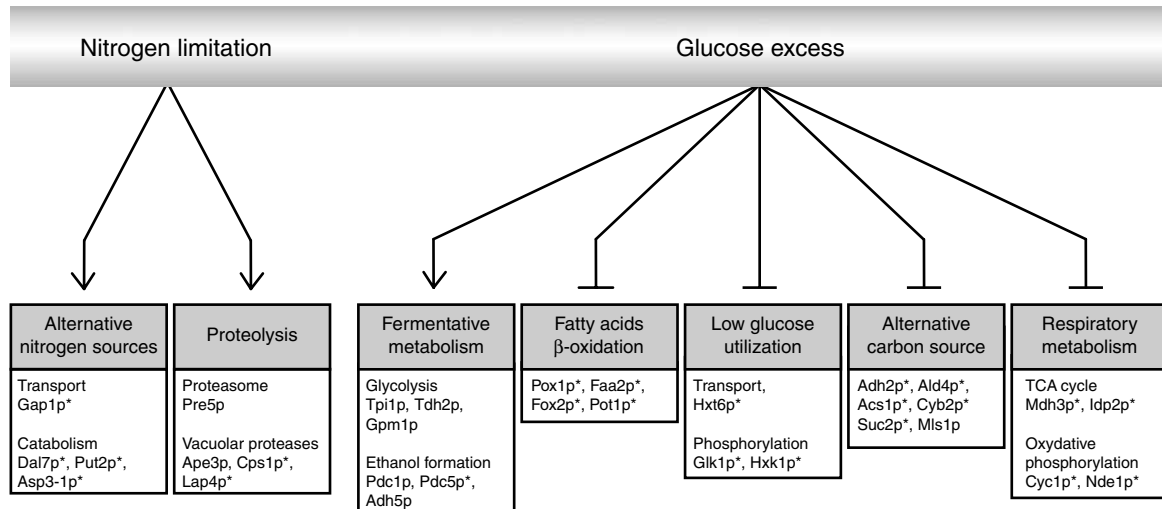 Nitrogen limitation
Glucose excess
Alternative
nitrogen sources
Transport
Gap1p*
Catabolism
Dal7p*, Put2p*,
Asp3-1p*
Proteolysis
Proteasome
Pre5p
Vacuolar proteases
Ape3p, Cps1p*,
Lap4p*
Fermentative
metabolism
Glycolysis
Tpi1p, Tdh2p,
Gpm1p
Ethanol formation
Pdc1p, Pdc5p*,
Adh5p
Fatty acids
β-oxidation
Pox1p*, Faa2p*,
Fox2p*, Pot1p*
Low glucose
utilization
Transport,
Hxt6p*
Phosphorylation
Glk1p*, Hxk1p*
Alternative
carbon source
Adh2p*, Ald4p*,
Acs1p*, Cyb2p*
Suc2p*, Mls1p
Respiratory
metabolism
TCA cycle
Mdh3p*, Idp2p*
Oxydative
phosphorylation
Cyc1p*, Nde1p*